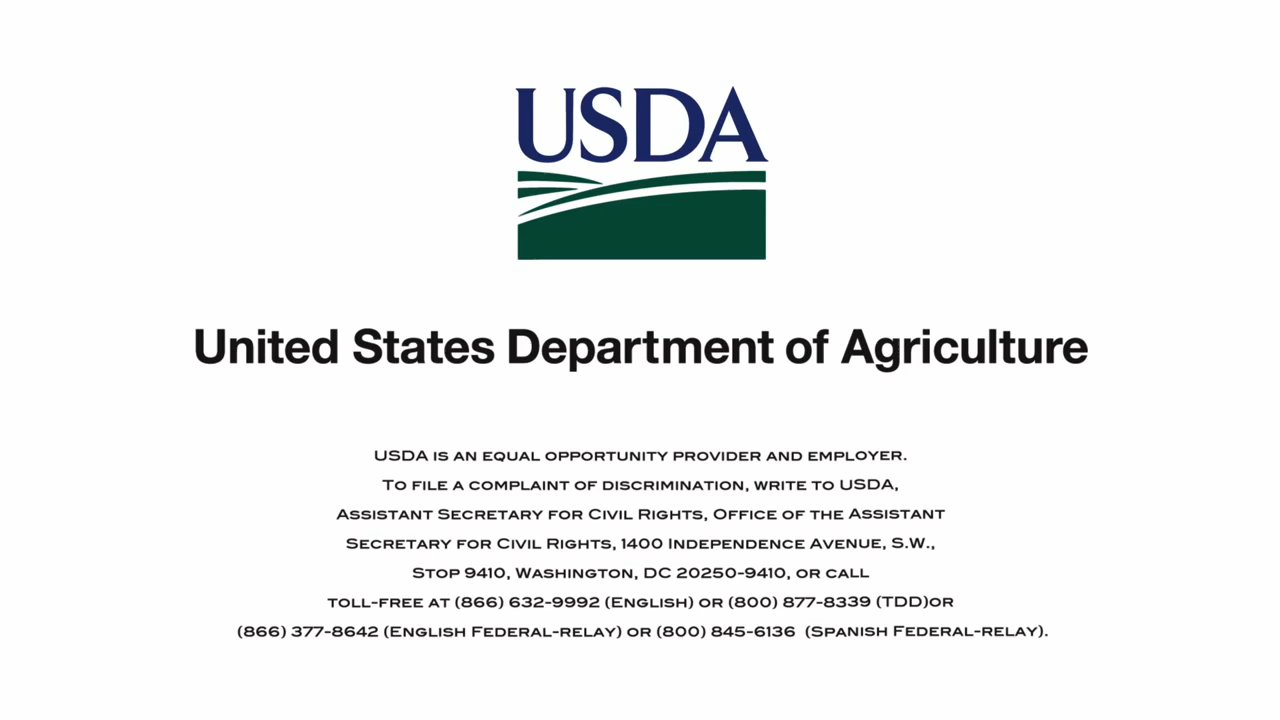 USDA
United States Department of Agriculture
USDA is an equal opportunity provider and employer.
To file a complaint of discrimination, write to USDA,
Assistant Secretary for Civil Rights, Office of the Assistant
Secretary for Civil Rights, 1400 Independence Avenue, S.W.,
Stop 9410, Washington, DC 20250-9410, or call
toll-free at (866) 632-9992 (English) or (800) 877-8339 (TDD)or
(866) 377-8642 (English Federal-relay) or (800) 845-6136  (Spanish Federal-relay).